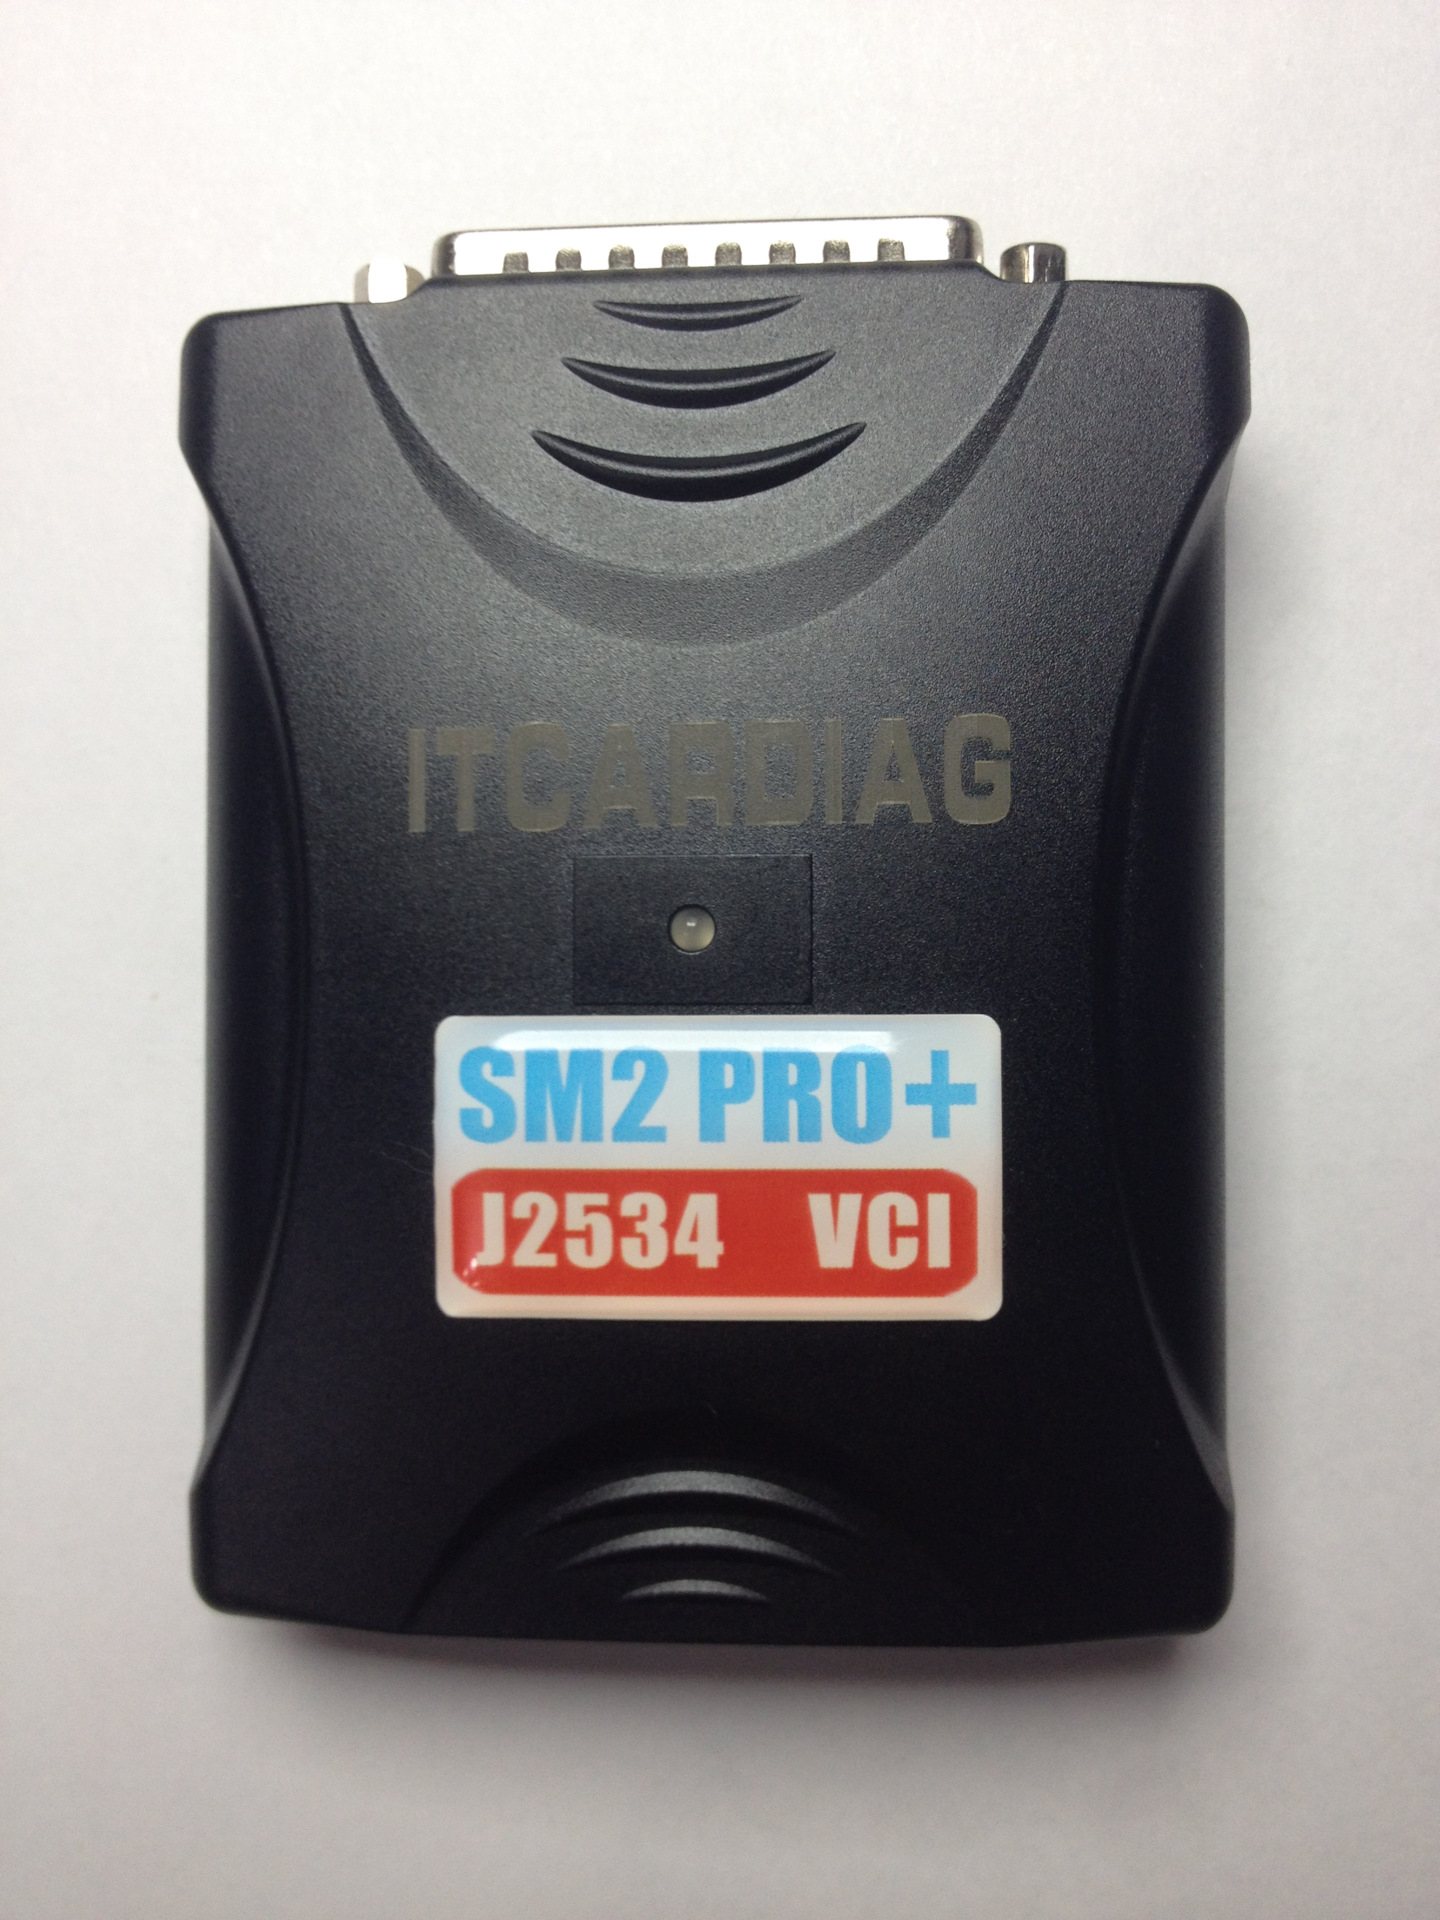 ITCARDIAG
SM2 PRO+
J2534 VCI